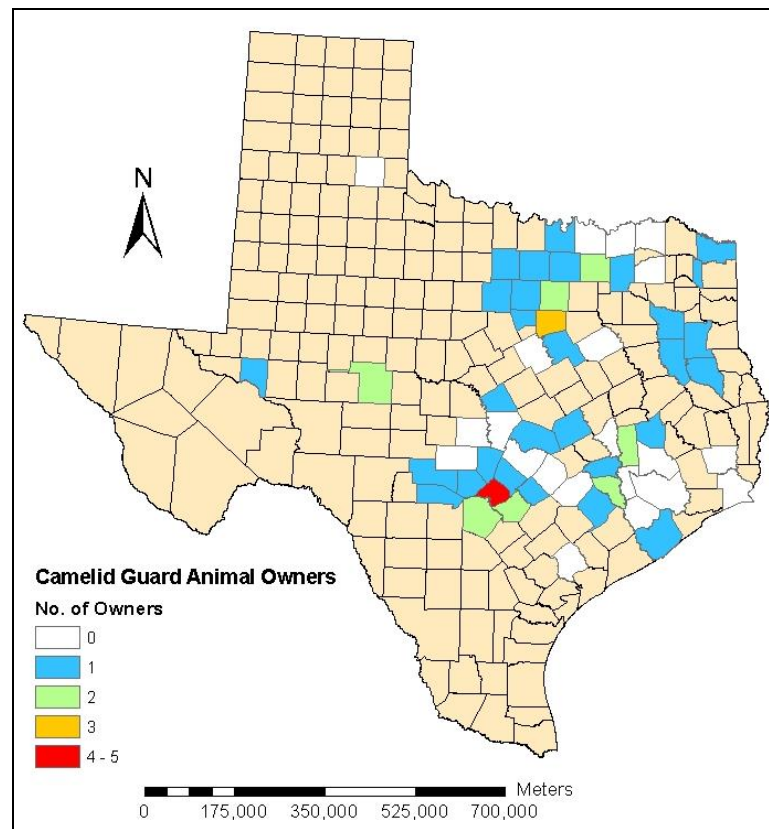 N
Camelid Guard Animal Owners
No. of Owners
0
1
2
3
4 - 5
Meters
0 175,000 350,000 525,000 700,000